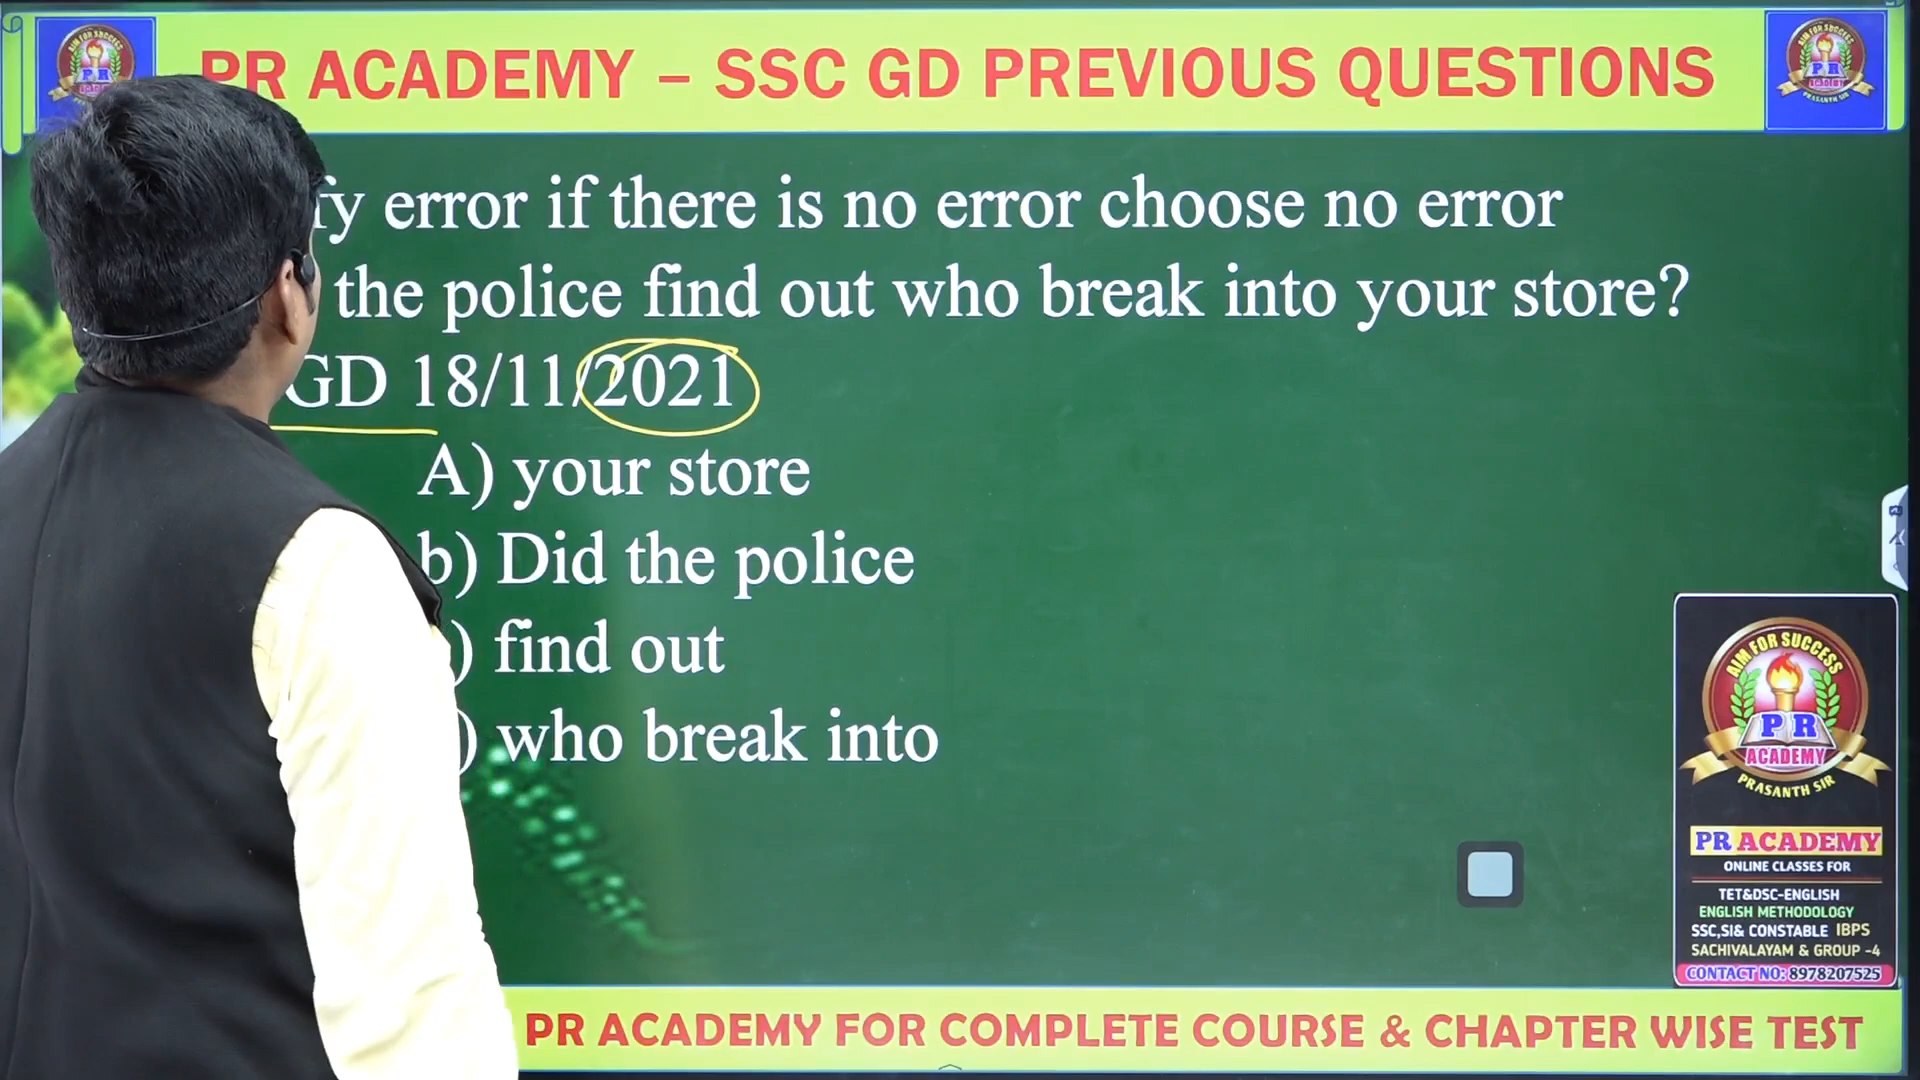 PR ACADEMY – SSC GD PREVIOUS QUESTIONS
fy error if there is no error choose no error
the police find out who break into your store?
GD 18/11/2021
A) your store
b) Did the police
) find out
) who break into
AIM FOR SUCCESS
PR
ACADEMY
PRASANTH SIR
PR ACADEMY
ONLINE CLASSES FOR
TET&DSC-ENGLISH
ENGLISH METHODOLOGY
SSC,SI& CONSTABLE IBPS
SACHIVALAYAM & GROUP -4
CONTACT NO: 8978207525
PR ACADEMY FOR COMPLETE COURSE & CHAPTER WISE TEST